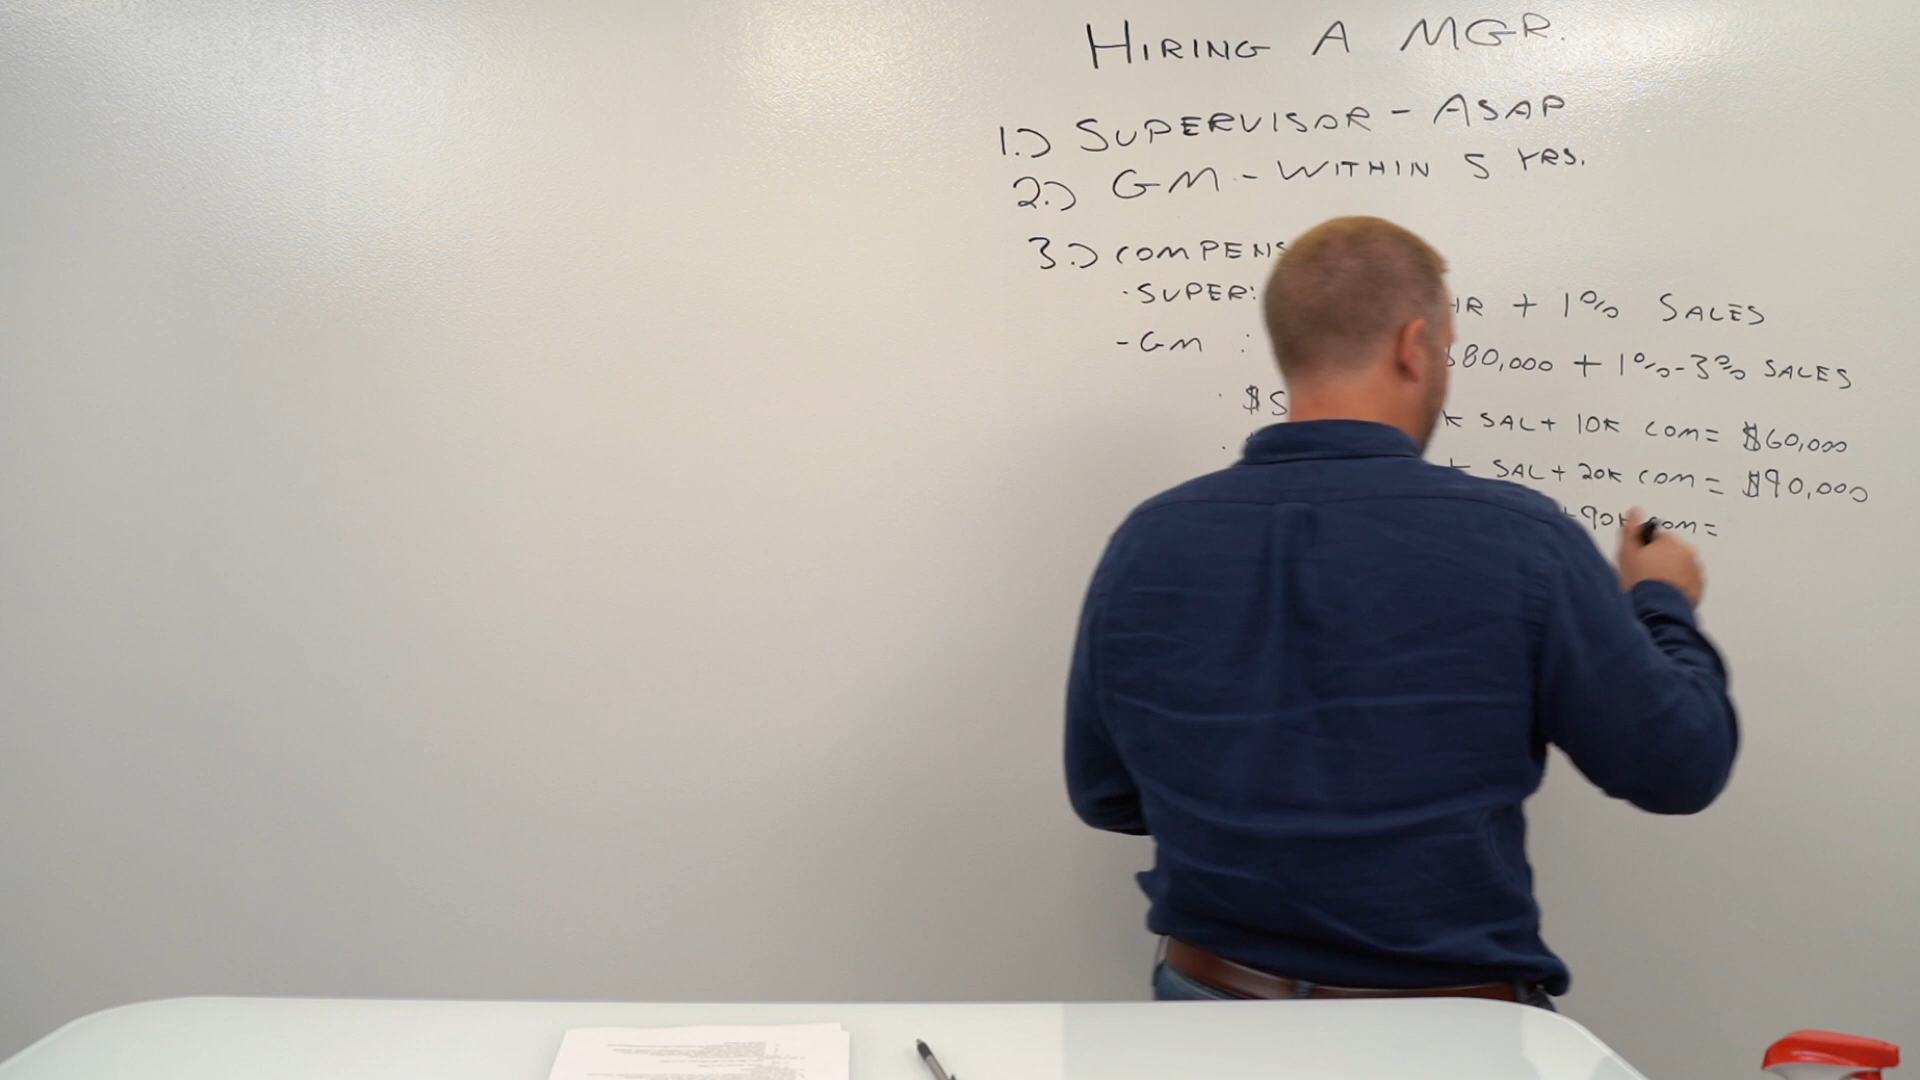 HIRING A MGR.
1.) SUPERVISOR - ASAP
2.) GM - WITHIN 5 YRS.
3.) COMPENS
· SUPER: HR + 1% SALES
- GM : $80,000 + 1%-3% SALES
· $ K SAL + 10K COM = $60,000
· SAL + 20K COM = $90,000
+ 90K COM =